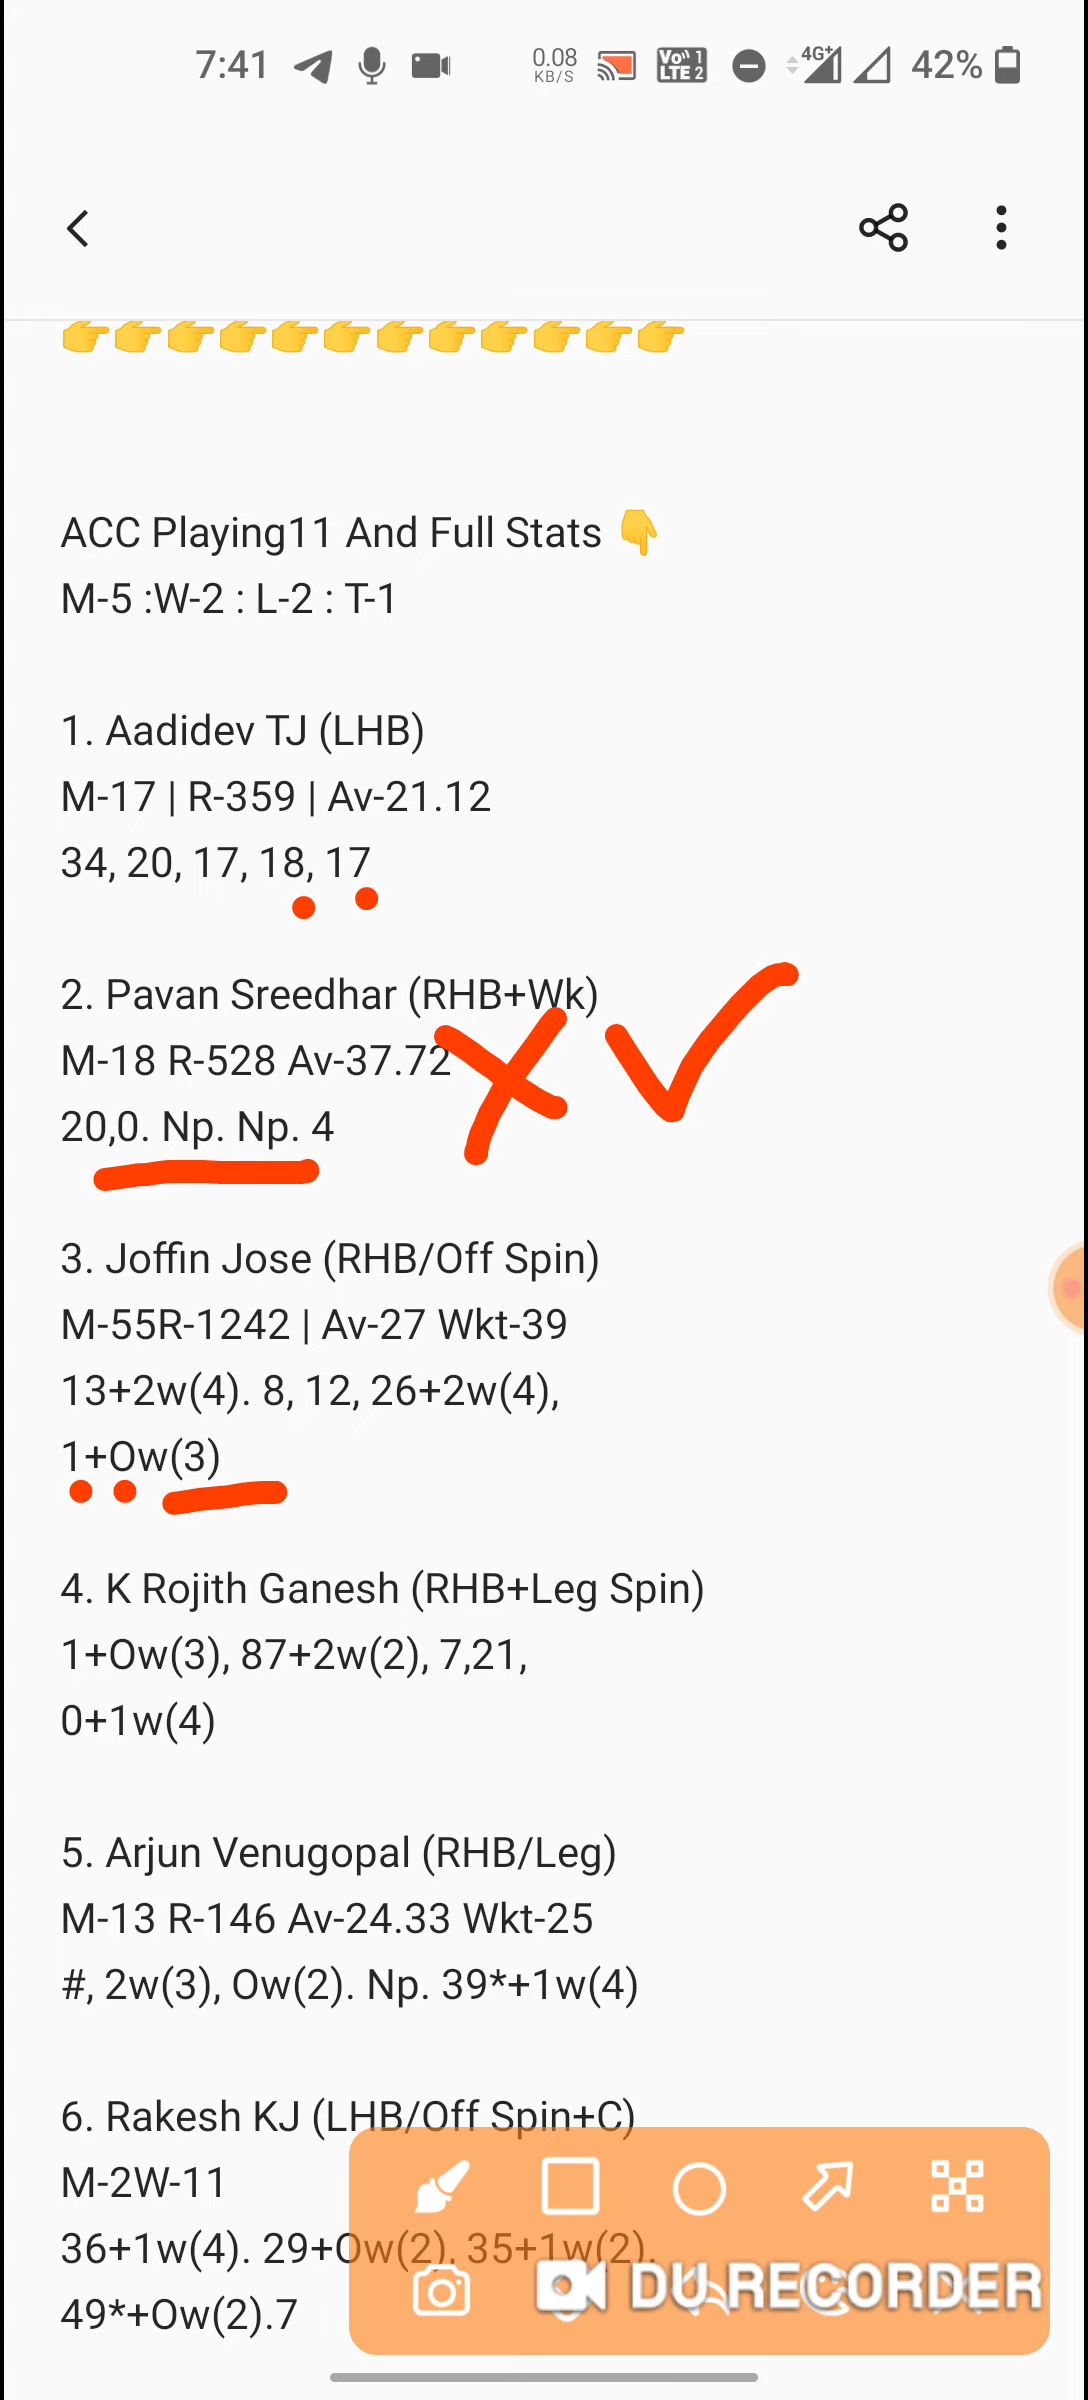 7:41 0.08 KB/S Vo)) 1 LTE 2 4G+ 42%
ACC Playing11 And Full Stats 👇
M-5 :W-2 : L-2 : T-1
1. Aadidev TJ (LHB)
M-17 | R-359 | Av-21.12
34, 20, 17, 18, 17
2. Pavan Sreedhar (RHB+Wk)
M-18 R-528 Av-37.72
20,0. Np. Np. 4
3. Joffin Jose (RHB/Off Spin)
M-55R-1242 | Av-27 Wkt-39
13+2w(4). 8, 12, 26+2w(4),
1+Ow(3)
4. K Rojith Ganesh (RHB+Leg Spin)
1+Ow(3), 87+2w(2), 7,21,
0+1w(4)
5. Arjun Venugopal (RHB/Leg)
M-13 R-146 Av-24.33 Wkt-25
#, 2w(3), Ow(2). Np. 39*+1w(4)
6. Rakesh KJ (LHB/Off Spin+C)
M-2W-11
36+1w(4). 29+Ow(2), 35+1w(2).
49*+Ow(2).7
DU RECORDER